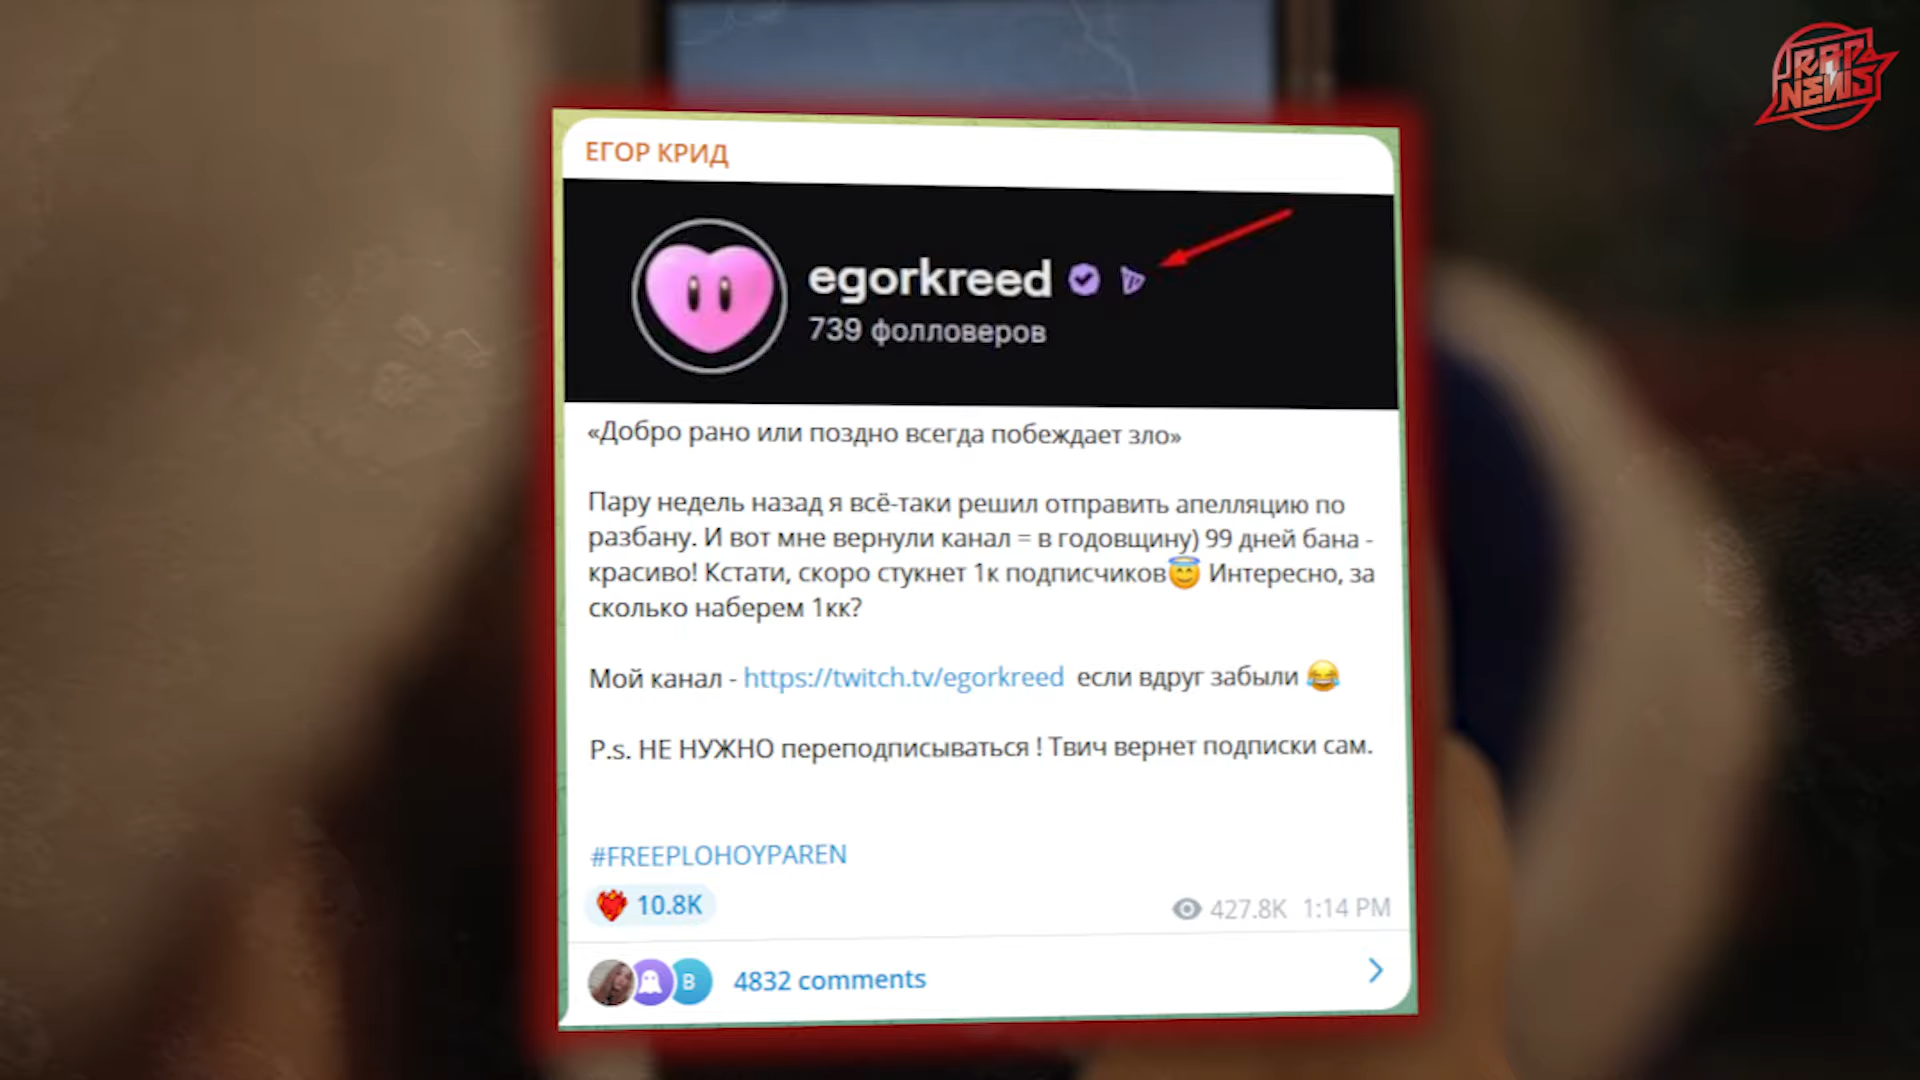 RAP
NEWS
ЕГОР КРИД
egorkreed
739 фолловеров
«Добро рано или поздно всегда побеждает зло»
Пару недель назад я всё-таки решил отправить апелляцию по
разбану. И вот мне вернули канал = в годовщину) 99 дней бана -
красиво! Кстати, скоро стукнет 1к подписчиков😇 Интересно, за
сколько наберем 1кк?
Мой канал - https://twitch.tv/egorkreed если вдруг забыли 😂
P.s. НЕ НУЖНО переподписываться ! Твич вернет подписки сам.
#FREEPLOHOYPAREN
10.8K
427.8K 1:14 PM
B
4832 comments